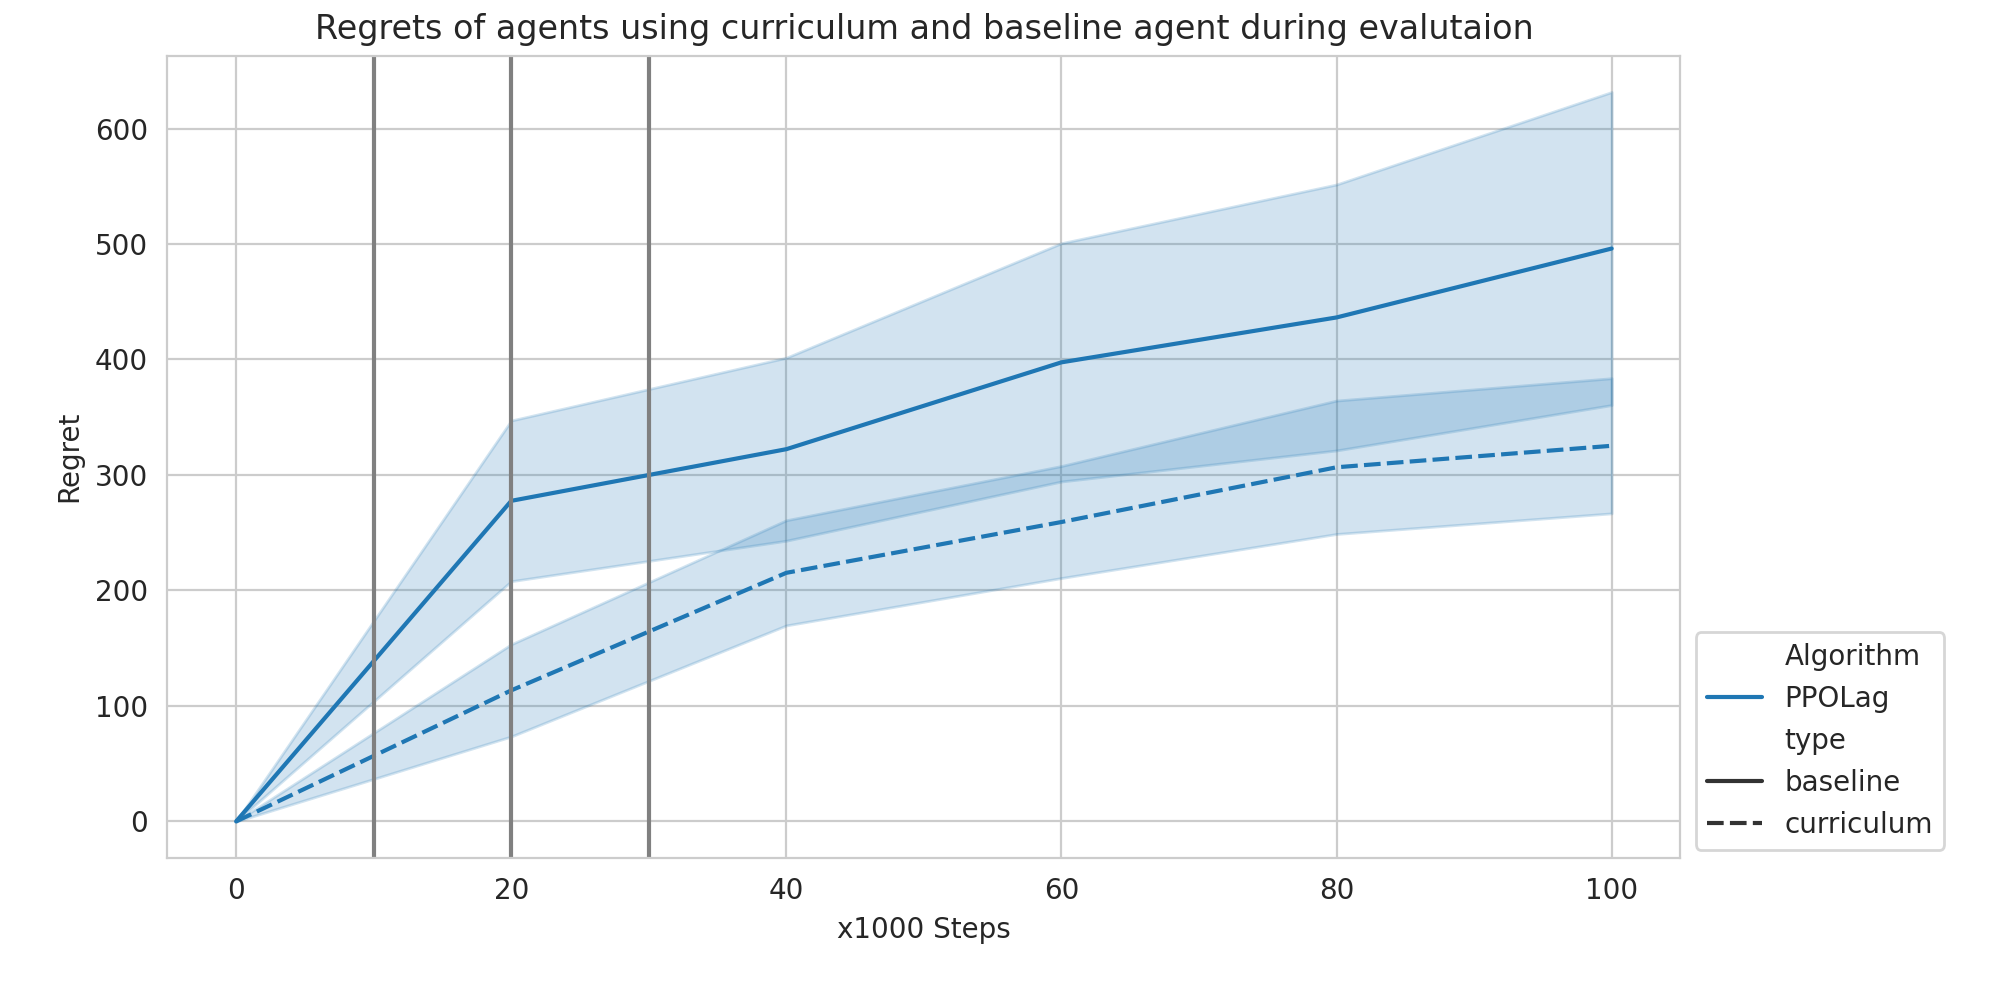 Regrets of agents using curriculum and baseline agent during evalutaion
600
500
400
300
200
100
0
Regret
0 20 40 60 80 100
x1000 Steps
Algorithm
PPOLag
type
baseline
curriculum